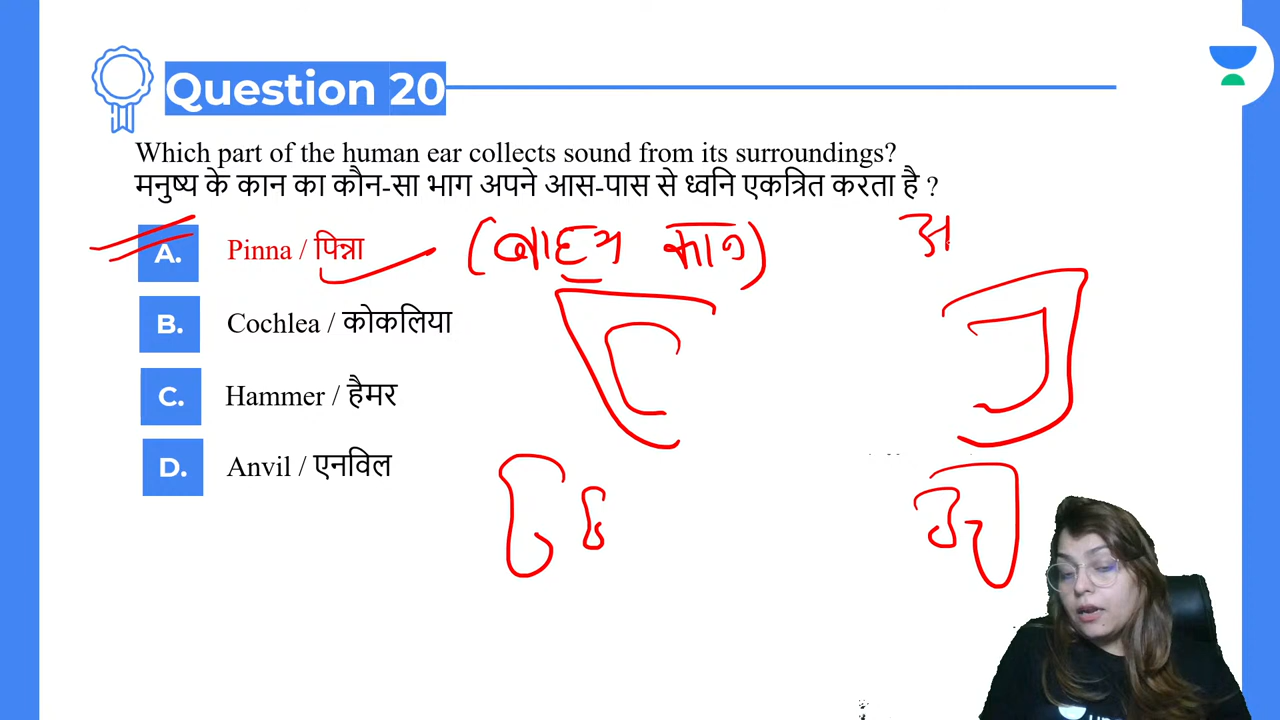 Question 20
Which part of the human ear collects sound from its surroundings?
मनुष्य के कान का कौन-सा भाग अपने आस-पास से ध्वनि एकत्रित करता है ?
A. Pinna / पिन्ना (बाह्य कान)
B. Cochlea / कोकलिया
C. Hammer / हैमर
D. Anvil / एनविल